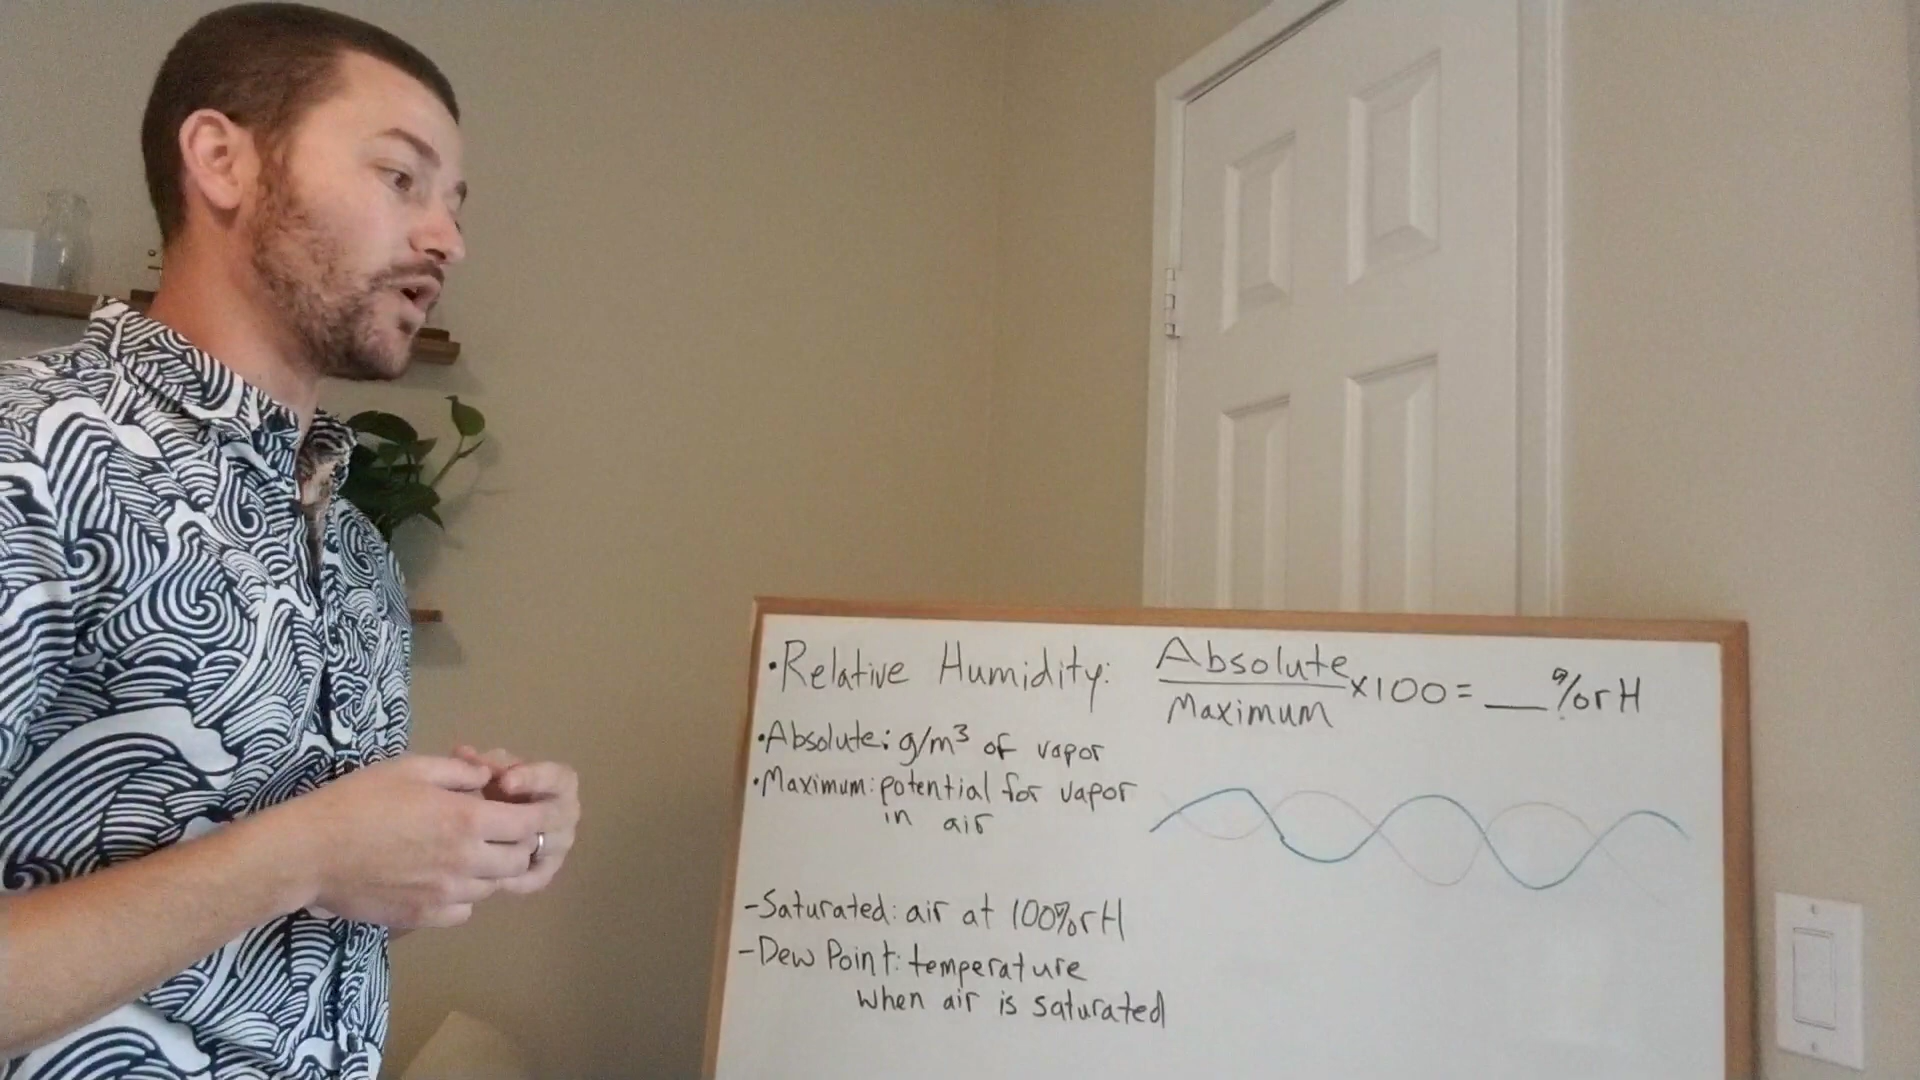 •Relative Humidity: Absolute/Maximum x100 = __ %rH
•Absolute: g/m³ of vapor
•Maximum: potential for vapor
in air
-Saturated: air at 100%rH
-Dew Point: temperature
when air is saturated